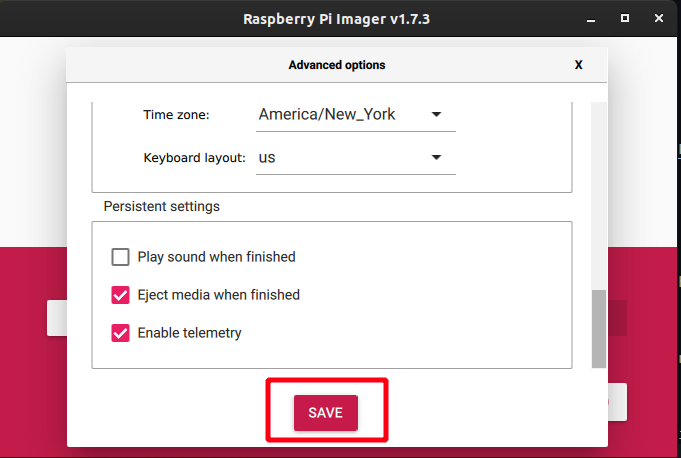 Raspberry Pi Imager v1.7.3
Advanced options
X
Time zone: America/New_York
Keyboard layout: us
Persistent settings
Play sound when finished
Eject media when finished
Enable telemetry
SAVE